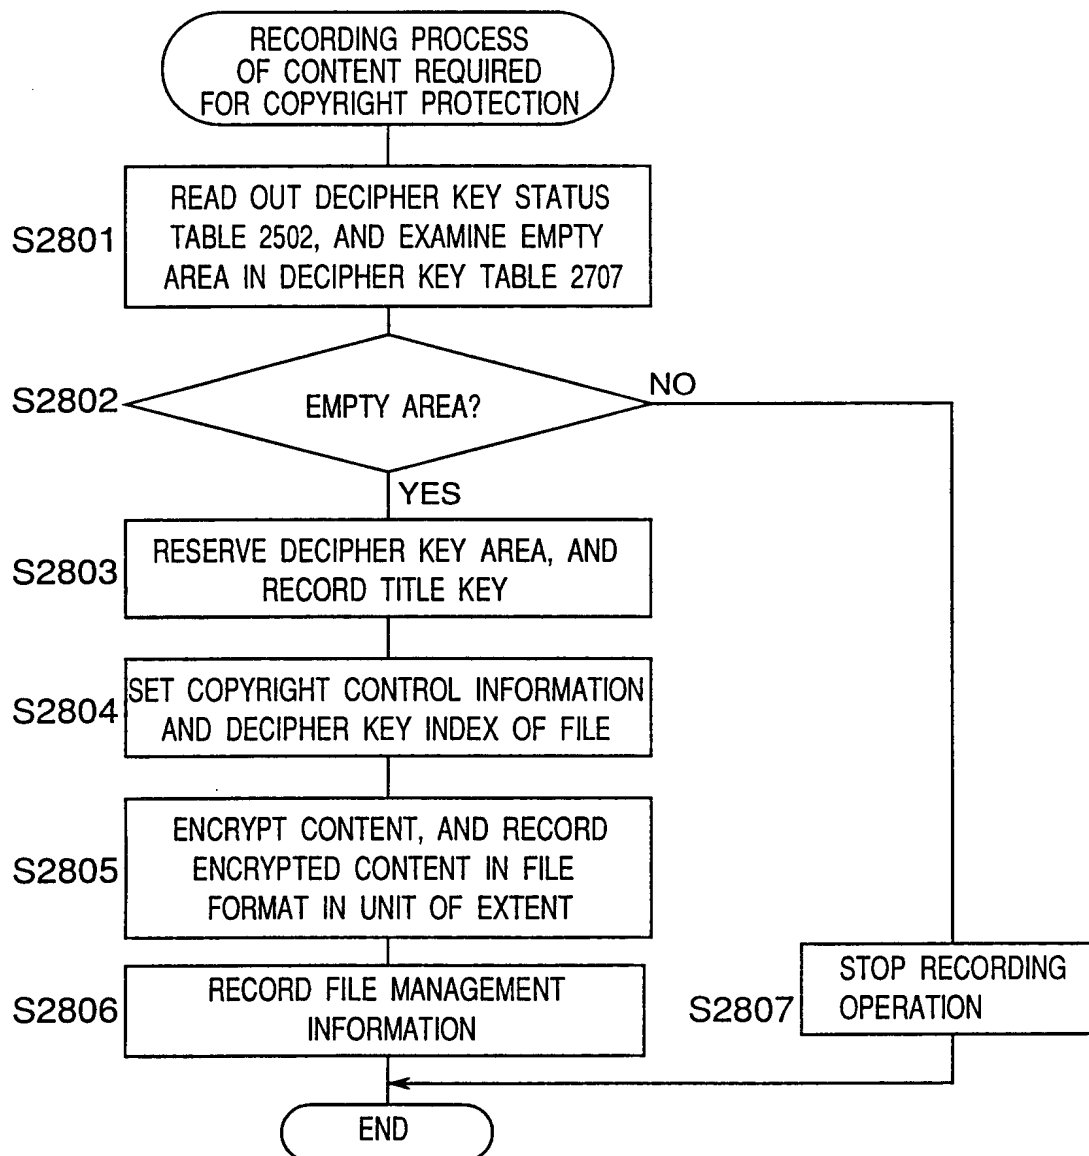 RECORDING PROCESS
OF CONTENT REQUIRED
FOR COPYRIGHT PROTECTION
S2801
READ OUT DECIPHER KEY STATUS
TABLE 2502, AND EXAMINE EMPTY
AREA IN DECIPHER KEY TABLE 2707
S2802
EMPTY AREA?
NO
YES
S2803
RESERVE DECIPHER KEY AREA, AND
RECORD TITLE KEY
S2804
SET COPYRIGHT CONTROL INFORMATION
AND DECIPHER KEY INDEX OF FILE
S2805
ENCRYPT CONTENT, AND RECORD
ENCRYPTED CONTENT IN FILE
FORMAT IN UNIT OF EXTENT
S2806
RECORD FILE MANAGEMENT
INFORMATION
S2807
STOP RECORDING
OPERATION
END